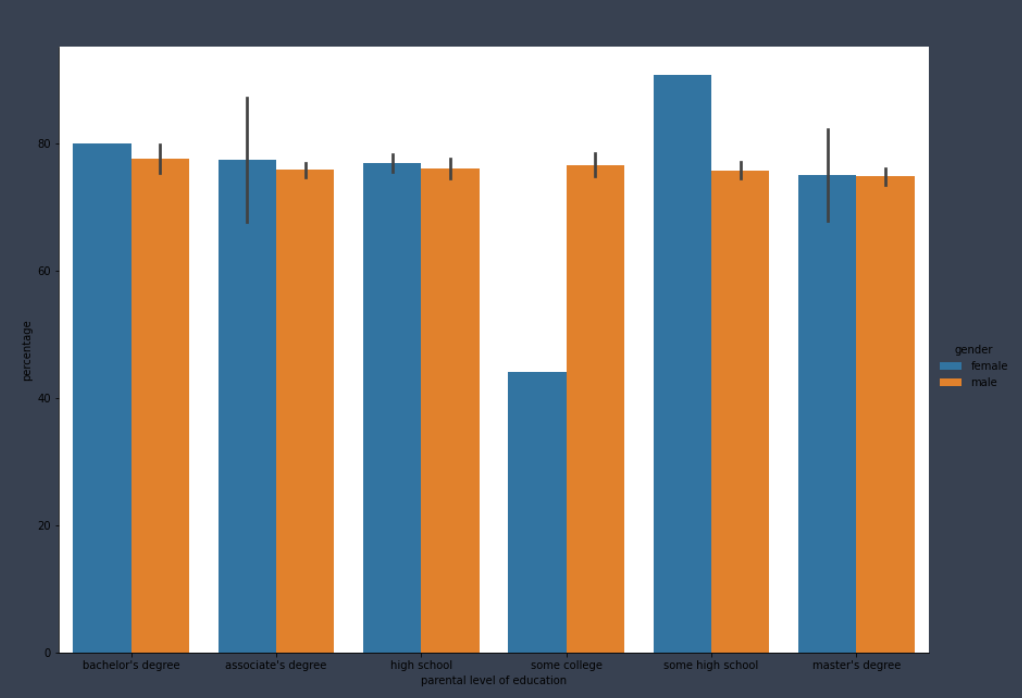 80
60
40
20
0
percentage
bachelor's degree
associate's degree
high school
some college
some high school
master's degree
parental level of education
gender
female
male